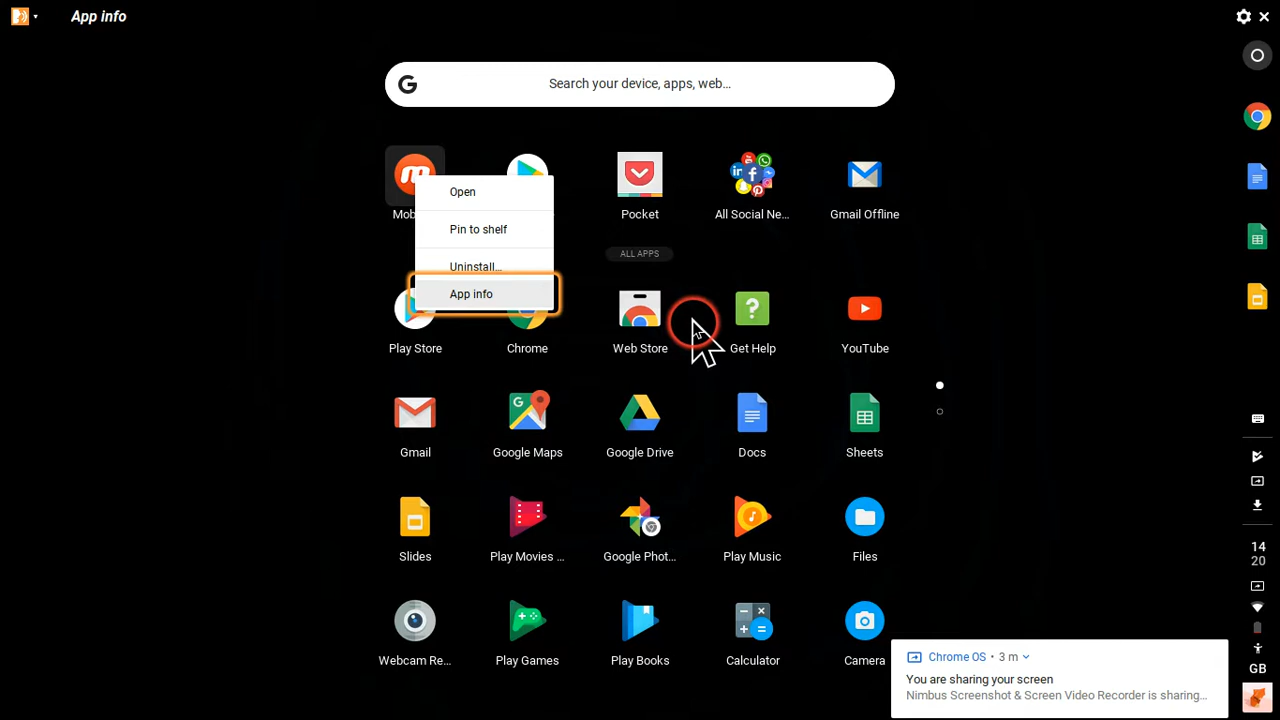 App info
Search your device, apps, web...
Mob
Pocket
All Social Ne...
Gmail Offline
Open
Pin to shelf
Uninstall...
App info
ALL APPS
Play Store
Chrome
Web Store
Get Help
YouTube
Gmail
Google Maps
Google Drive
Docs
Sheets
Slides
Play Movies ...
Google Phot...
Play Music
Files
Webcam Re...
Play Games
Play Books
Calculator
Camera
14
20
GB
Chrome OS • 3 m
You are sharing your screen
Nimbus Screenshot & Screen Video Recorder is sharing...